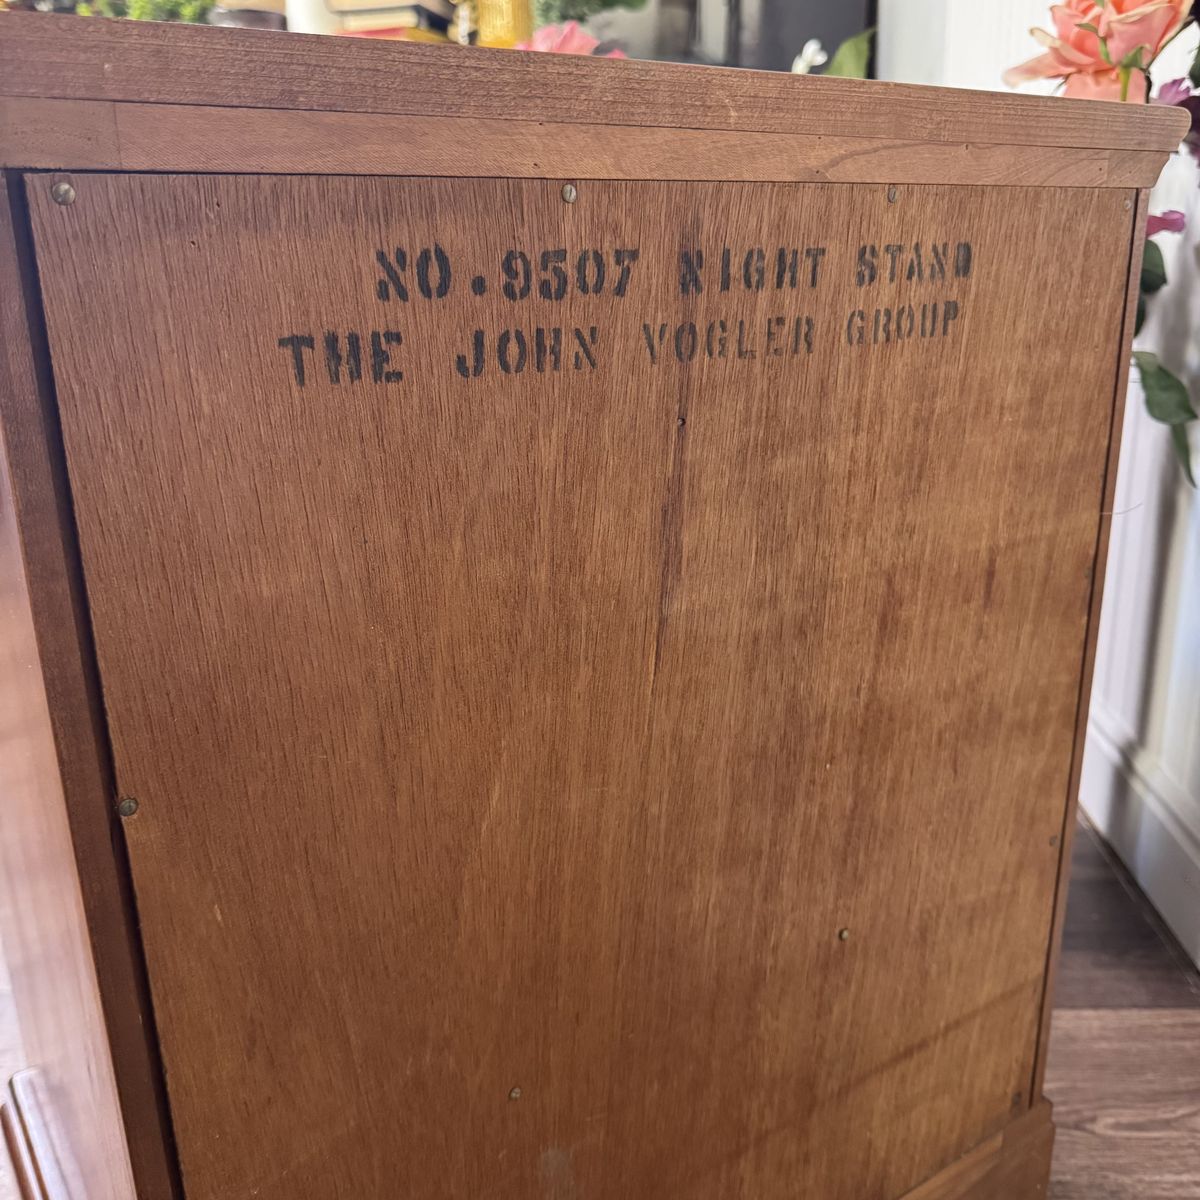 NO.9507 NIGHT STAND
THE JOHN VOGLER GROUP